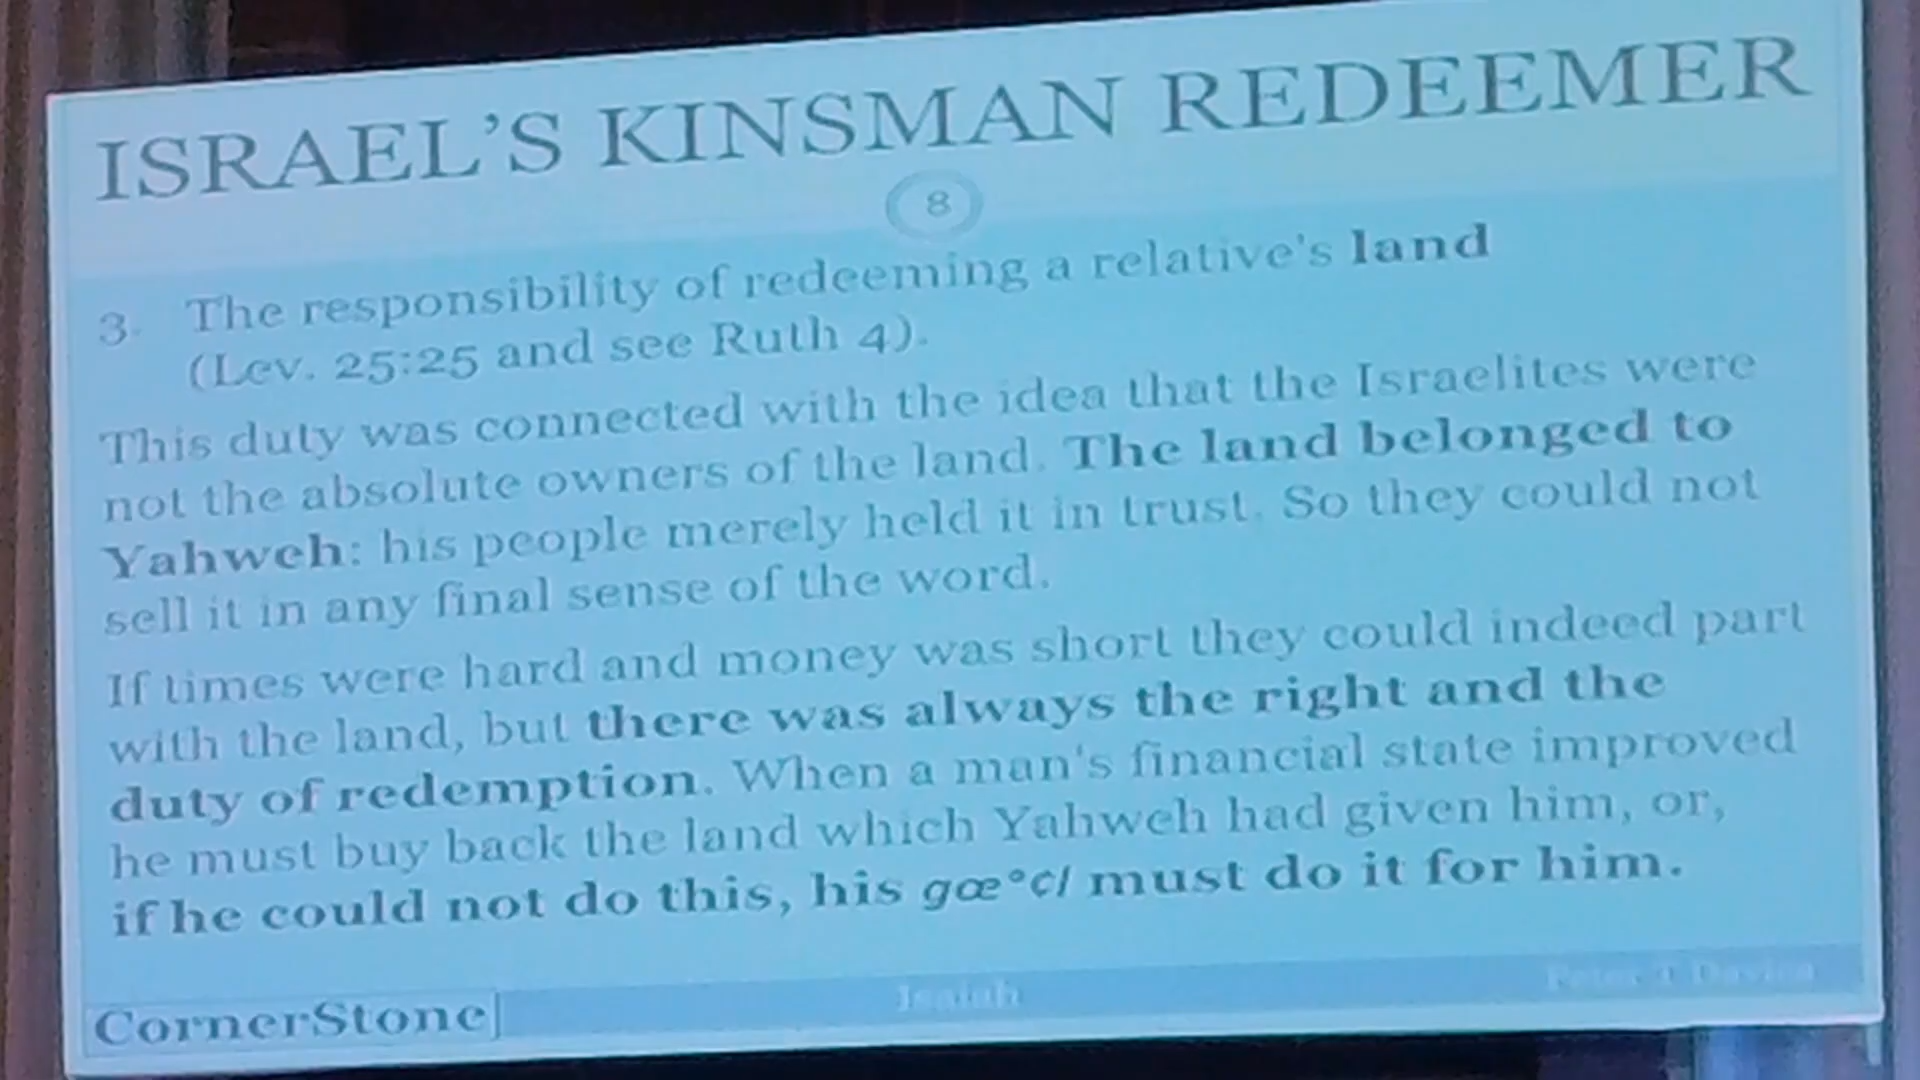 ISRAEL'S KINSMAN REDEEMER
8
3. The responsibility of redeeming a relative's land
(Lev. 25:25 and see Ruth 4).
This duty was connected with the idea that the Israelites were
not the absolute owners of the land. The land belonged to
Yahweh: his people merely held it in trust. So they could not
sell it in any final sense of the word.
If times were hard and money was short they could indeed part
with the land, but there was always the right and the
duty of redemption. When a man's financial state improved
he must buy back the land which Yahweh had given him, or,
if he could not do this, his gœ°¢l must do it for him.
CornerStone
Isaiah
Peter T Davies